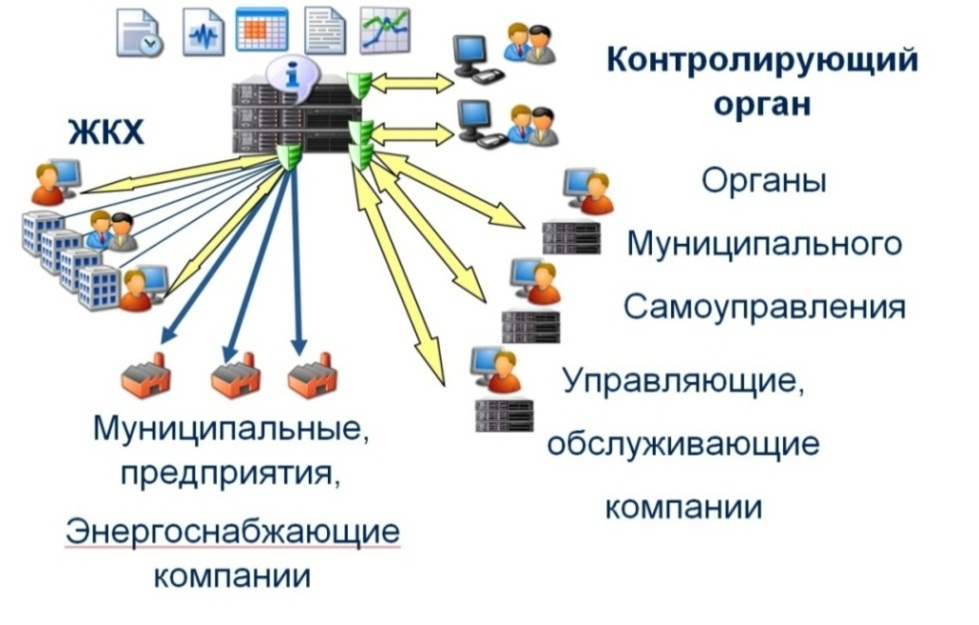 Контролирующий
орган
ЖКХ
Органы
Муниципального
Самоуправления
Управляющие,
обслуживающие
компании
Муниципальные,
предприятия,
Энергоснабжающие
компании